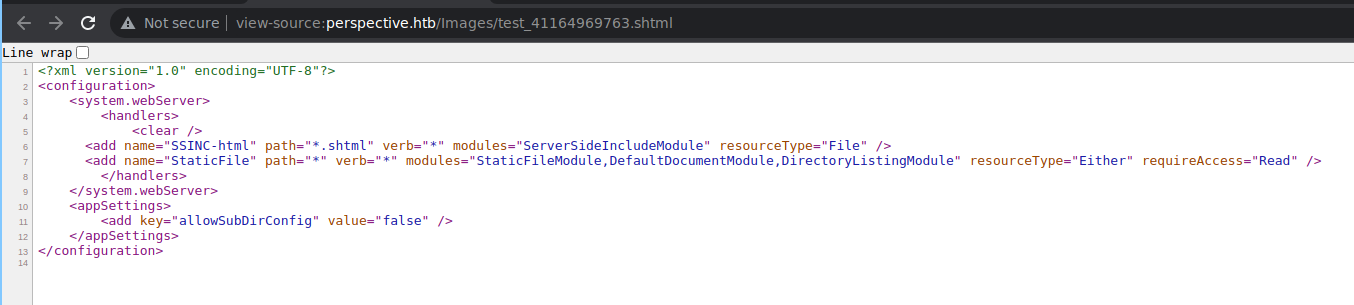 Not secure view-source:perspective.htb/Images/test_41164969763.shtml
Line wrap
1 <?xml version="1.0" encoding="UTF-8"?>
2 <configuration>
3 <system.webServer>
4 <handlers>
5 <clear />
6 <add name="SSINC-html" path="*.shtml" verb="*" modules="ServerSideIncludeModule" resourceType="File" />
7 <add name="StaticFile" path="*" verb="*" modules="StaticFileModule,DefaultDocumentModule,DirectoryListingModule" resourceType="Either" requireAccess="Read" />
8 </handlers>
9 </system.webServer>
10 <appSettings>
11 <add key="allowSubDirConfig" value="false" />
12 </appSettings>
13 </configuration>
14